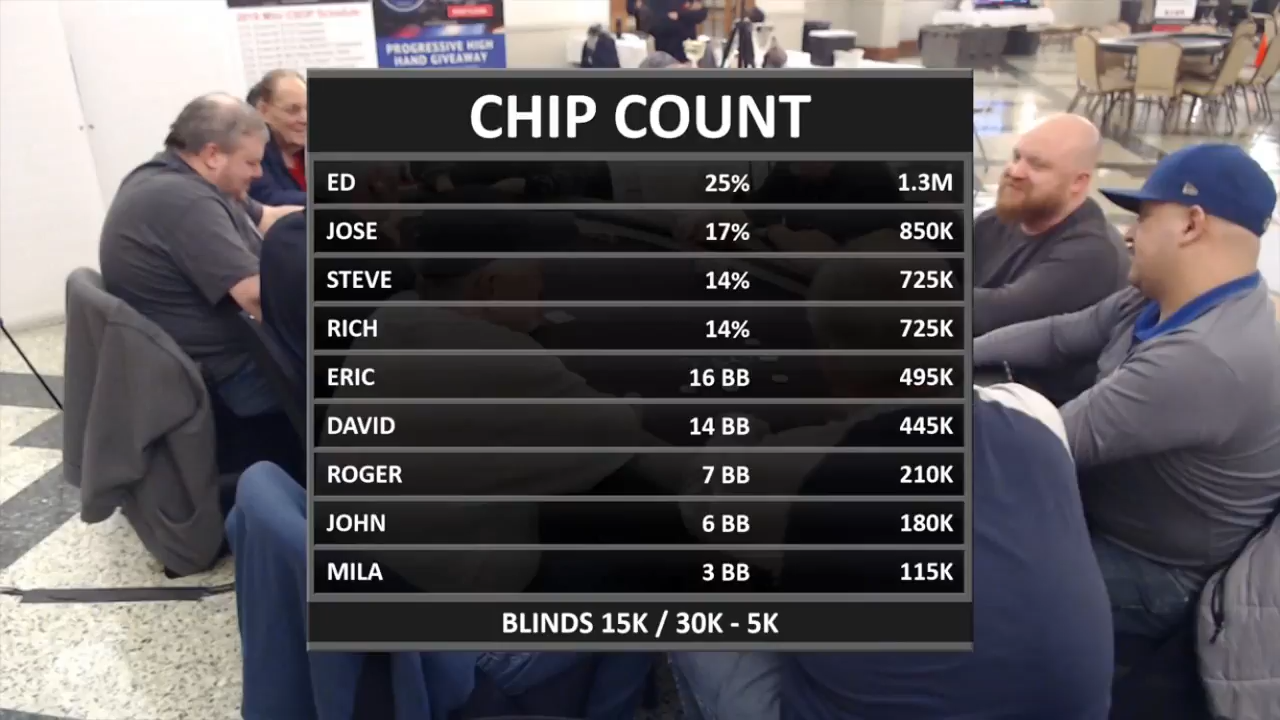 PROGRESSIVE HIGH
HAND GIVEAWAY
CHIP COUNT
ED 25% 1.3M
JOSE 17% 850K
STEVE 14% 725K
RICH 14% 725K
ERIC 16 BB 495K
DAVID 14 BB 445K
ROGER 7 BB 210K
JOHN 6 BB 180K
MILA 3 BB 115K
BLINDS 15K / 30K - 5K